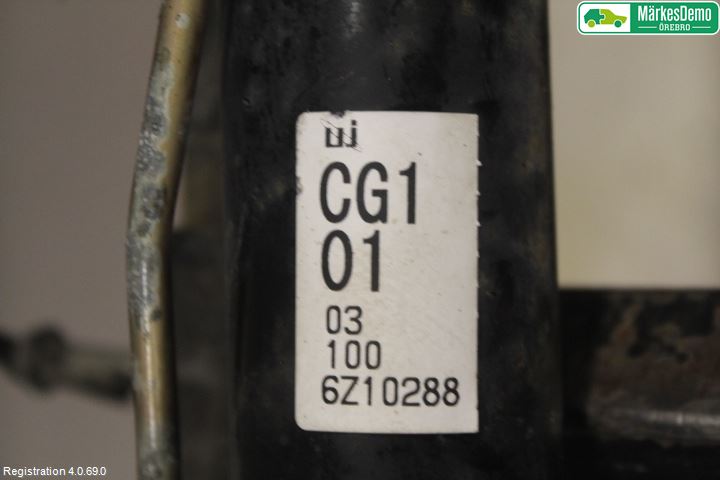 MärkesDemo
ÖREBRO
CG1
01
03
100
6Z10288
Registration 4.0.69.0